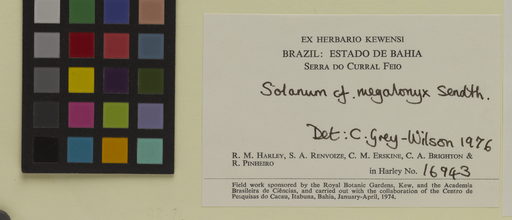 EX HERBARIO KEWENSI
BRAZIL: ESTADO DE BAHIA
SERRA DO CURRAL FEIO
Solanum cf. megalonyx Sendth.
Det: C. Grey-Wilson 1976
R. M. HARLEY, S. A. RENVOIZE, C. M. ERSKINE, C. A. BRIGHTON &
R. PINHEIRO
in Harley No. 16943
Field work sponsored by the Royal Botanic Gardens, Kew, and the Academia
Brasileira de Ciências, and carried out with the collaboration of the Centro de
Pesquisas do Cacau, Itabuna, Bahia, January-April, 1974.